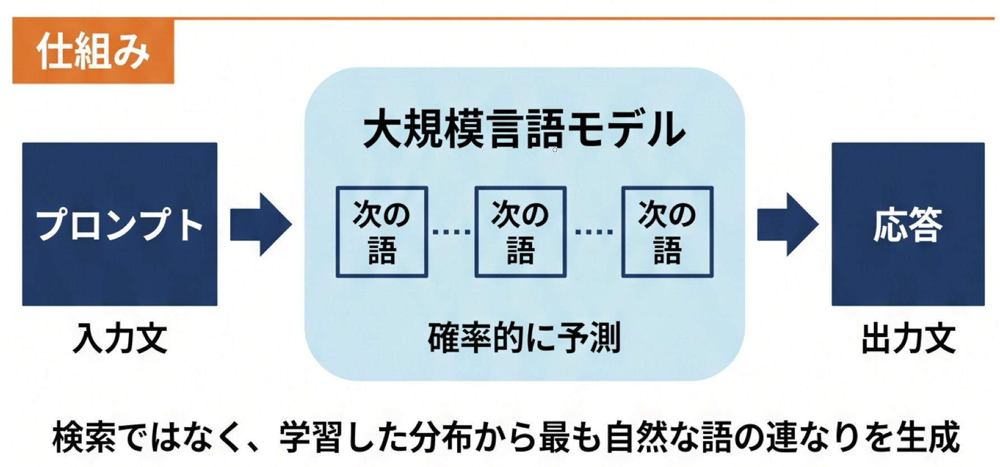 仕組み
大規模言語モデル
プロンプト
次の
語
次の
語
次の
語
応答
入力文
確率的に予測
出力文
検索ではなく、学習した分布から最も自然な語の連なりを生成